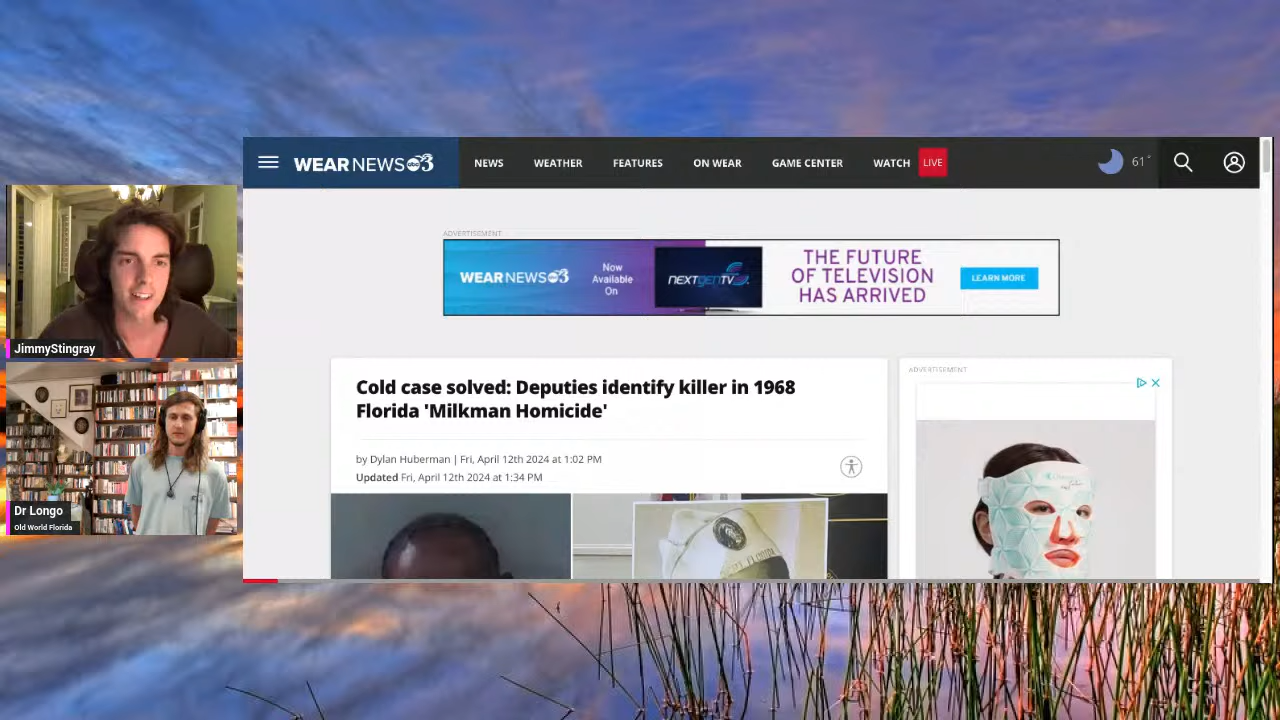 WEAR NEWS abc 3
NEWS
WEATHER
FEATURES
ON WEAR
GAME CENTER
WATCH
LIVE
61°
ADVERTISEMENT
WEAR NEWS abc 3
Now
Available
On
NEXTGENTV
THE FUTURE
OF TELEVISION
HAS ARRIVED
LEARN MORE
JimmyStingray
Dr Longo
Old World Florida
Cold case solved: Deputies identify killer in 1968
Florida 'Milkman Homicide'
by Dylan Huberman | Fri, April 12th 2024 at 1:02 PM
Updated Fri, April 12th 2024 at 1:34 PM
ADVERTISEMENT